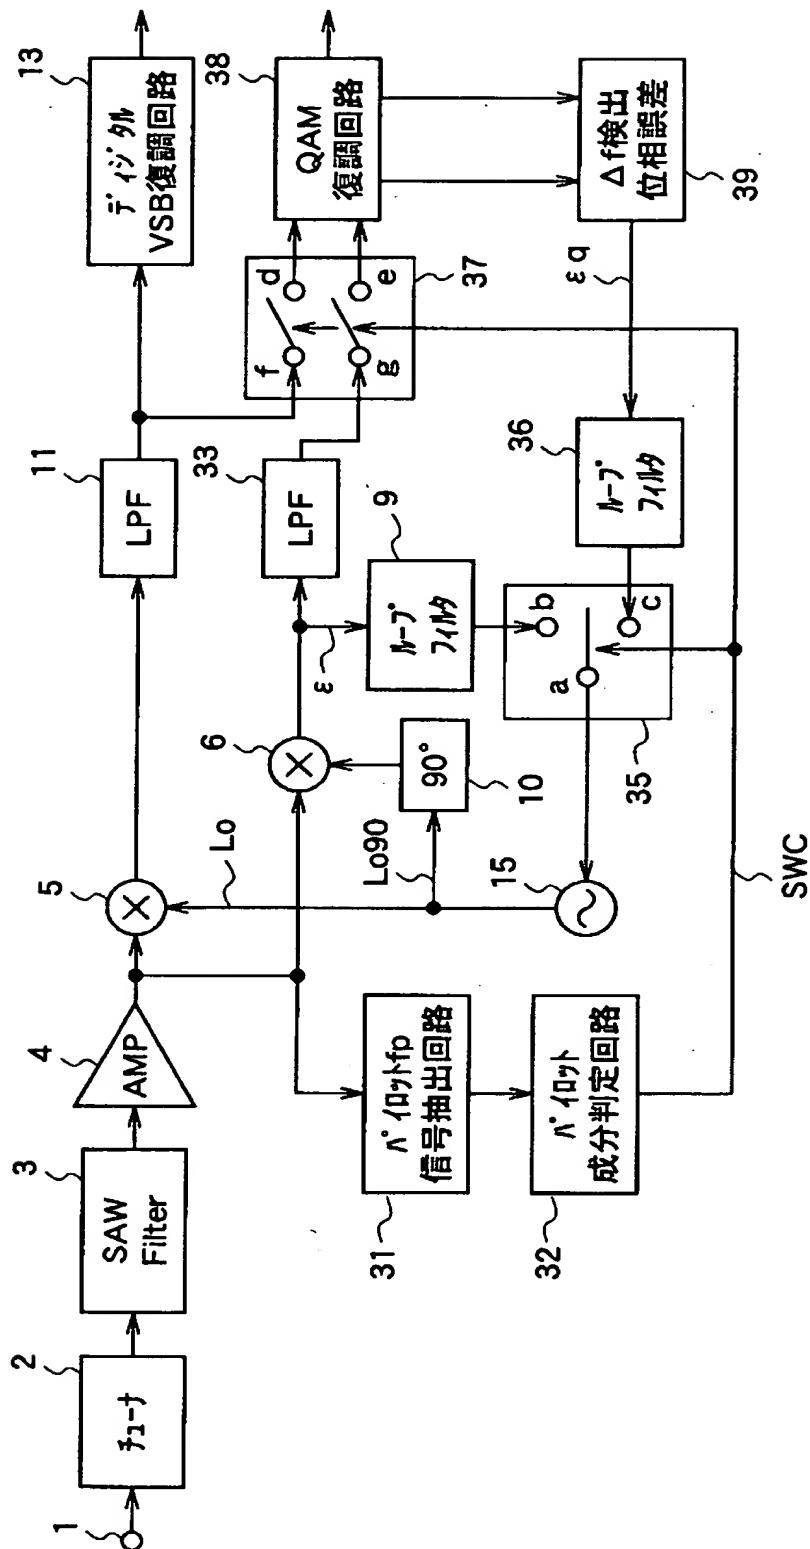 1
2
チューナ
3
SAW
Filter
4
AMP
5
Lo
11
LPF
13
ディジタル
VSB復調回路
6
ε
33
LPF
f
d
g
e
37
38
QAM
復調回路
Lo90
90°
10
9
ループ
フィルタ
15
a
b
c
35
36
ループ
フィルタ
εq
Δf検出
位相誤差
39
31
パイロットfp
信号抽出回路
32
パイロット
成分判定回路
SWC